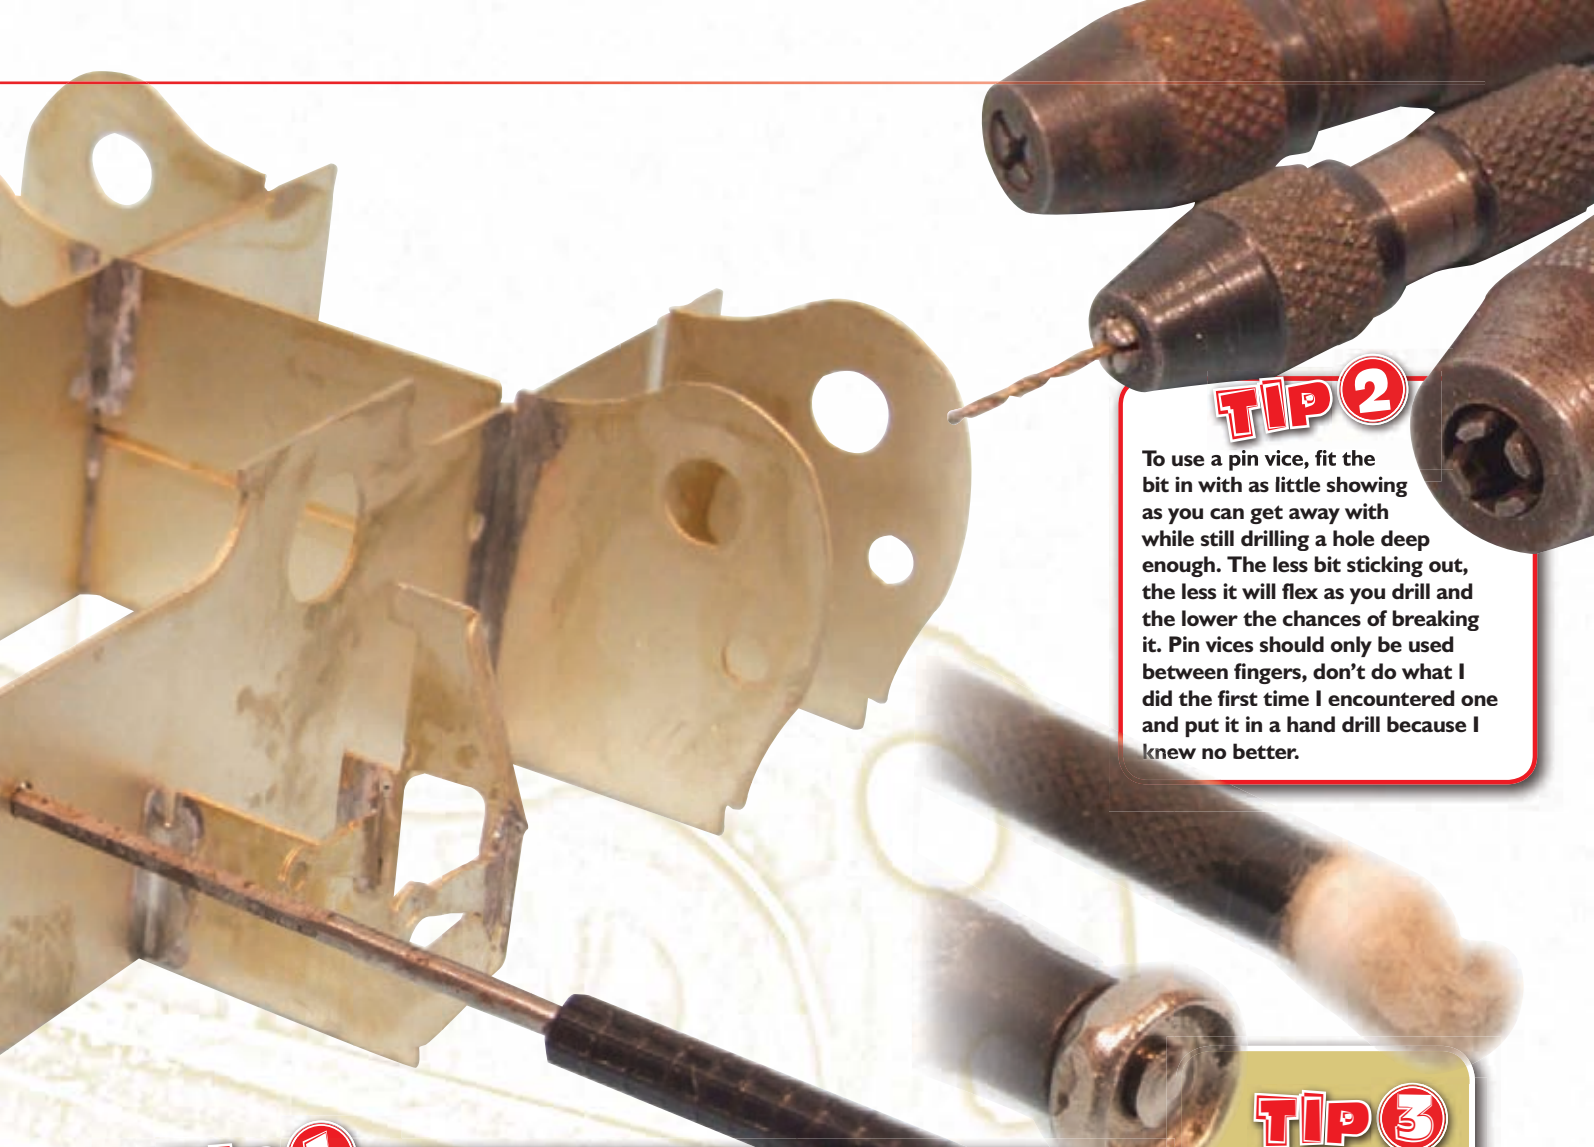 TIP 2
To use a pin vice, fit the
bit in with as little showing
as you can get away with
while still drilling a hole deep
enough. The less bit sticking out,
the less it will flex as you drill and
the lower the chances of breaking
it. Pin vices should only be used
between fingers, don’t do what I
did the first time I encountered one
and put it in a hand drill because I
knew no better.
TIP 3
1